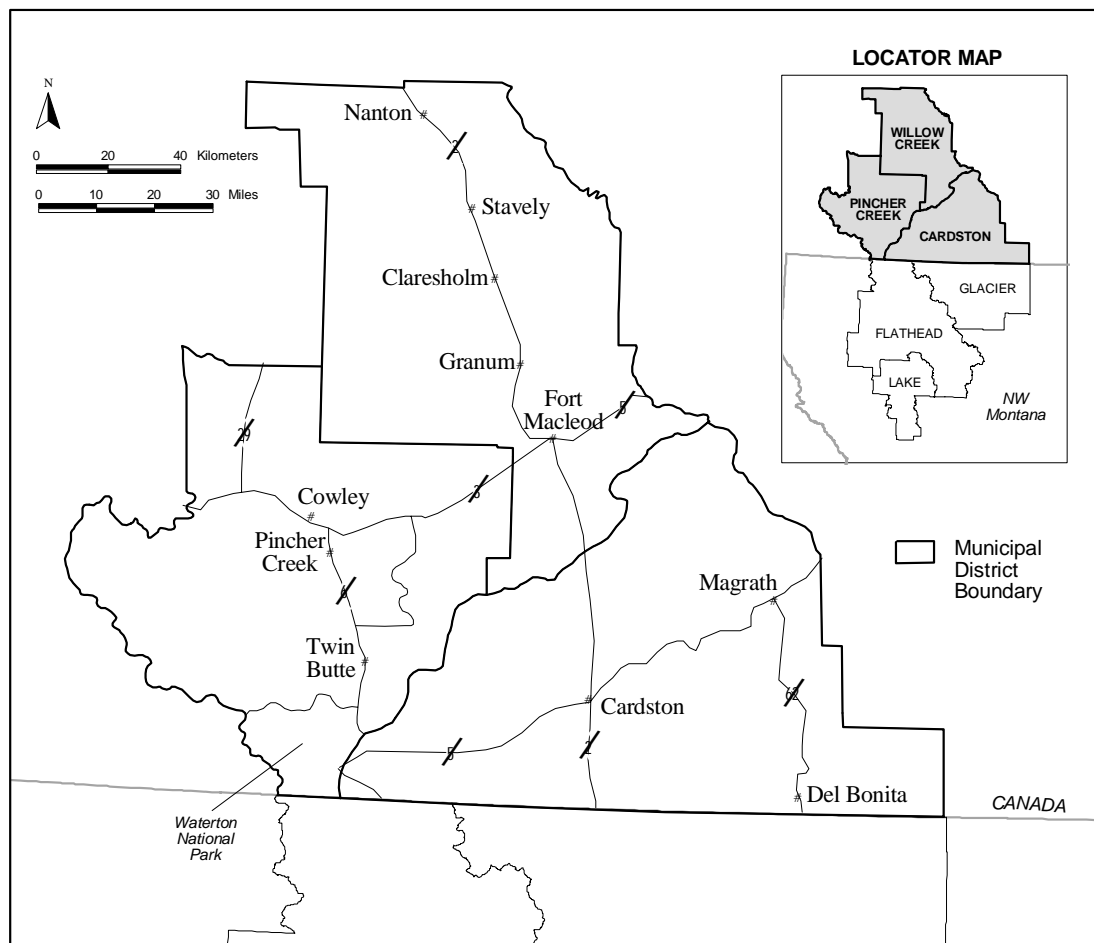 LOCATOR MAP
N
0 20 40 Kilometers
0 10 20 30 Miles
Nanton
2
Stavely
Claresholm
Granum
Fort
Macleod
5
29
3
Cowley
Pincher
Creek
6
Twin
Butte
Magrath
62
Cardston
5
2
Del Bonita
Waterton
National
Park
CANADA
WILLOW
CREEK
PINCHER
CREEK
CARDSTON
GLACIER
FLATHEAD
LAKE
NW
Montana
Municipal
District
Boundary